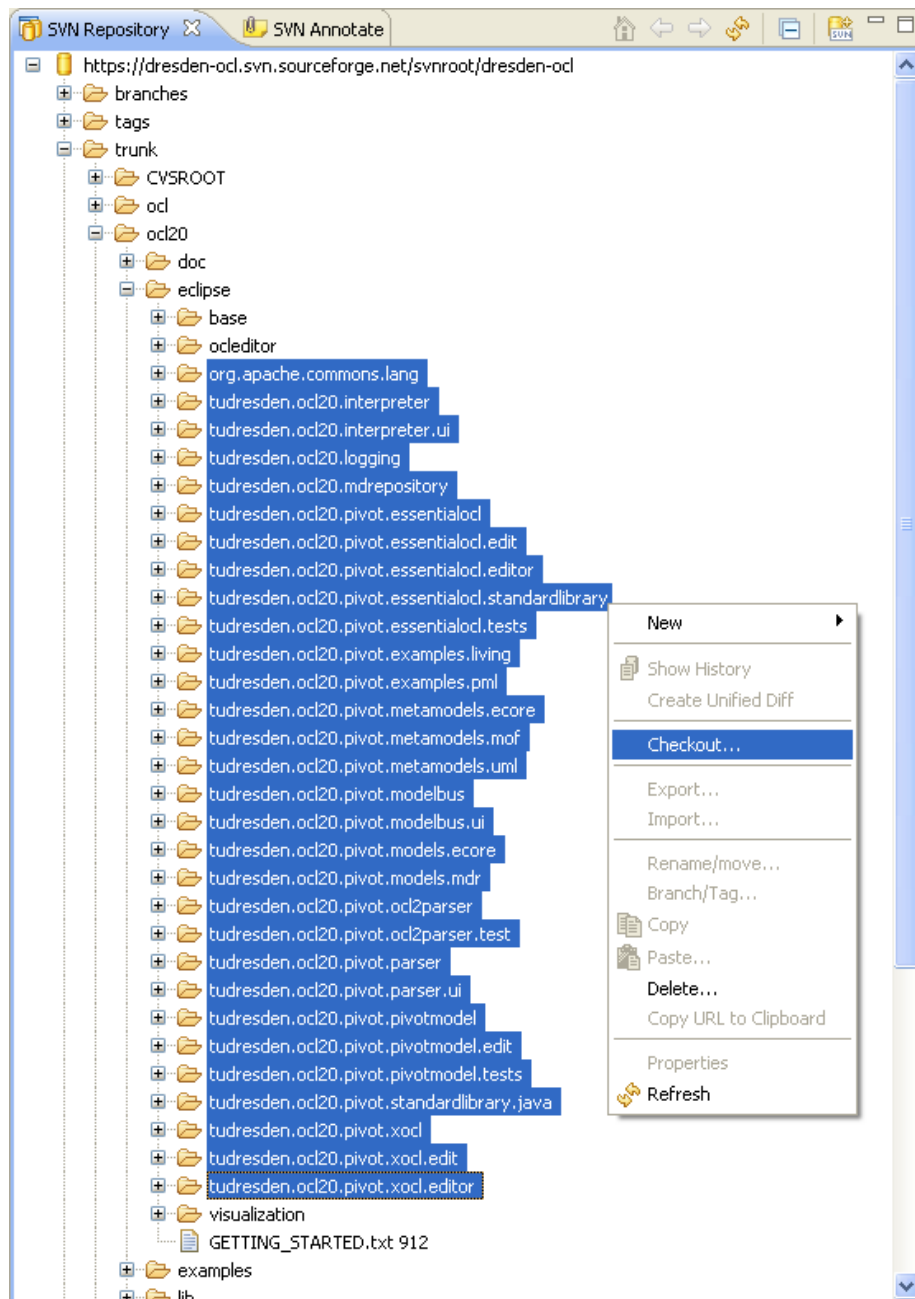 SVN Repository SVN Annotate
SVN
https://dresden-ocl.svn.sourceforge.net/svnroot/dresden-ocl
branches
tags
trunk
CVSROOT
ocl
ocl20
doc
eclipse
base
ocleditor
org.apache.commons.lang
tudresden.ocl20.interpreter
tudresden.ocl20.interpreter.ui
tudresden.ocl20.logging
tudresden.ocl20.mdrepository
tudresden.ocl20.pivot.essentialocl
tudresden.ocl20.pivot.essentialocl.edit
tudresden.ocl20.pivot.essentialocl.editor
tudresden.ocl20.pivot.essentialocl.standardlibrary
tudresden.ocl20.pivot.essentialocl.tests
tudresden.ocl20.pivot.examples.living
tudresden.ocl20.pivot.examples.pml
tudresden.ocl20.pivot.metamodels.ecore
tudresden.ocl20.pivot.metamodels.mof
tudresden.ocl20.pivot.metamodels.uml
tudresden.ocl20.pivot.modelbus
tudresden.ocl20.pivot.modelbus.ui
tudresden.ocl20.pivot.models.ecore
tudresden.ocl20.pivot.models.mdr
tudresden.ocl20.pivot.ocl2parser
tudresden.ocl20.pivot.ocl2parser.test
tudresden.ocl20.pivot.parser
tudresden.ocl20.pivot.parser.ui
tudresden.ocl20.pivot.pivotmodel
tudresden.ocl20.pivot.pivotmodel.edit
tudresden.ocl20.pivot.pivotmodel.tests
tudresden.ocl20.pivot.standardlibrary.java
tudresden.ocl20.pivot.xocl
tudresden.ocl20.pivot.xocl.edit
tudresden.ocl20.pivot.xocl.editor
visualization
GETTING_STARTED.txt 912
examples
lib
New
Show History
Create Unified Diff
Checkout...
Export...
Import...
Rename/move...
Branch/Tag...
Copy
Paste...
Delete...
Copy URL to Clipboard
Properties
Refresh